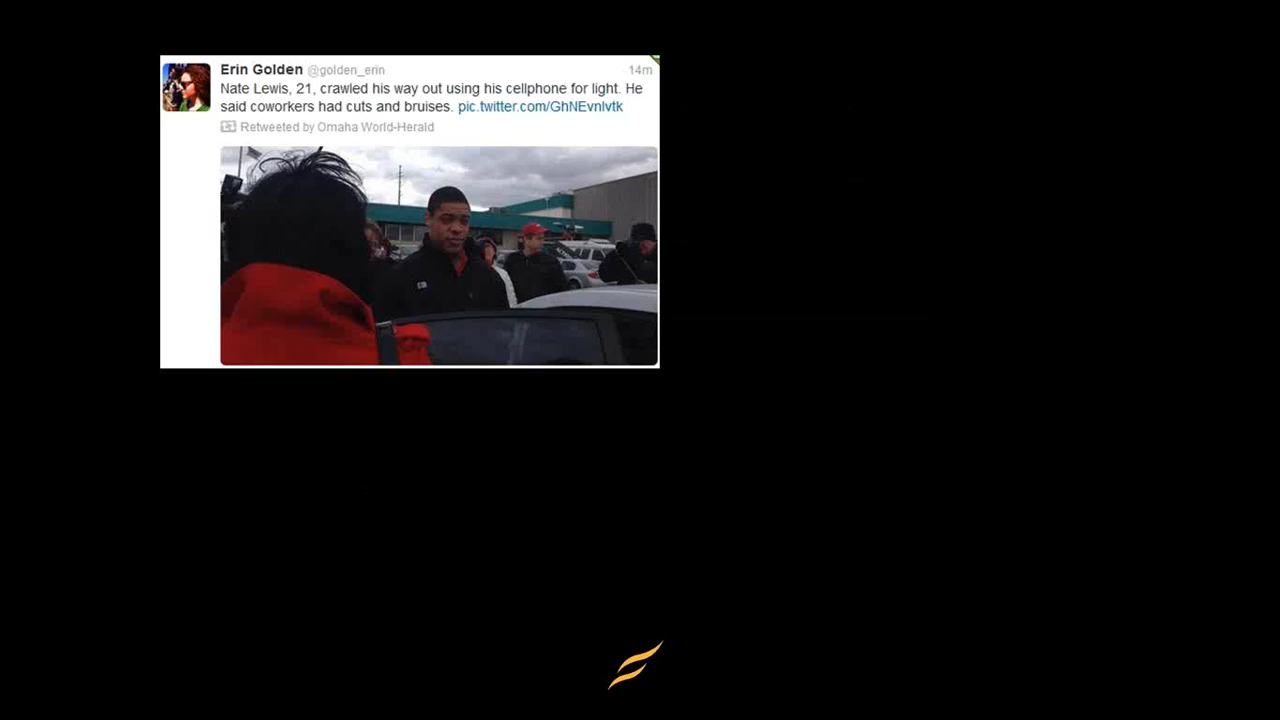 Erin Golden @golden_erin 14m
Nate Lewis, 21, crawled his way out using his cellphone for light. He
said coworkers had cuts and bruises. pic.twitter.com/GhNEvnlvtk
Retweeted by Omaha World-Herald